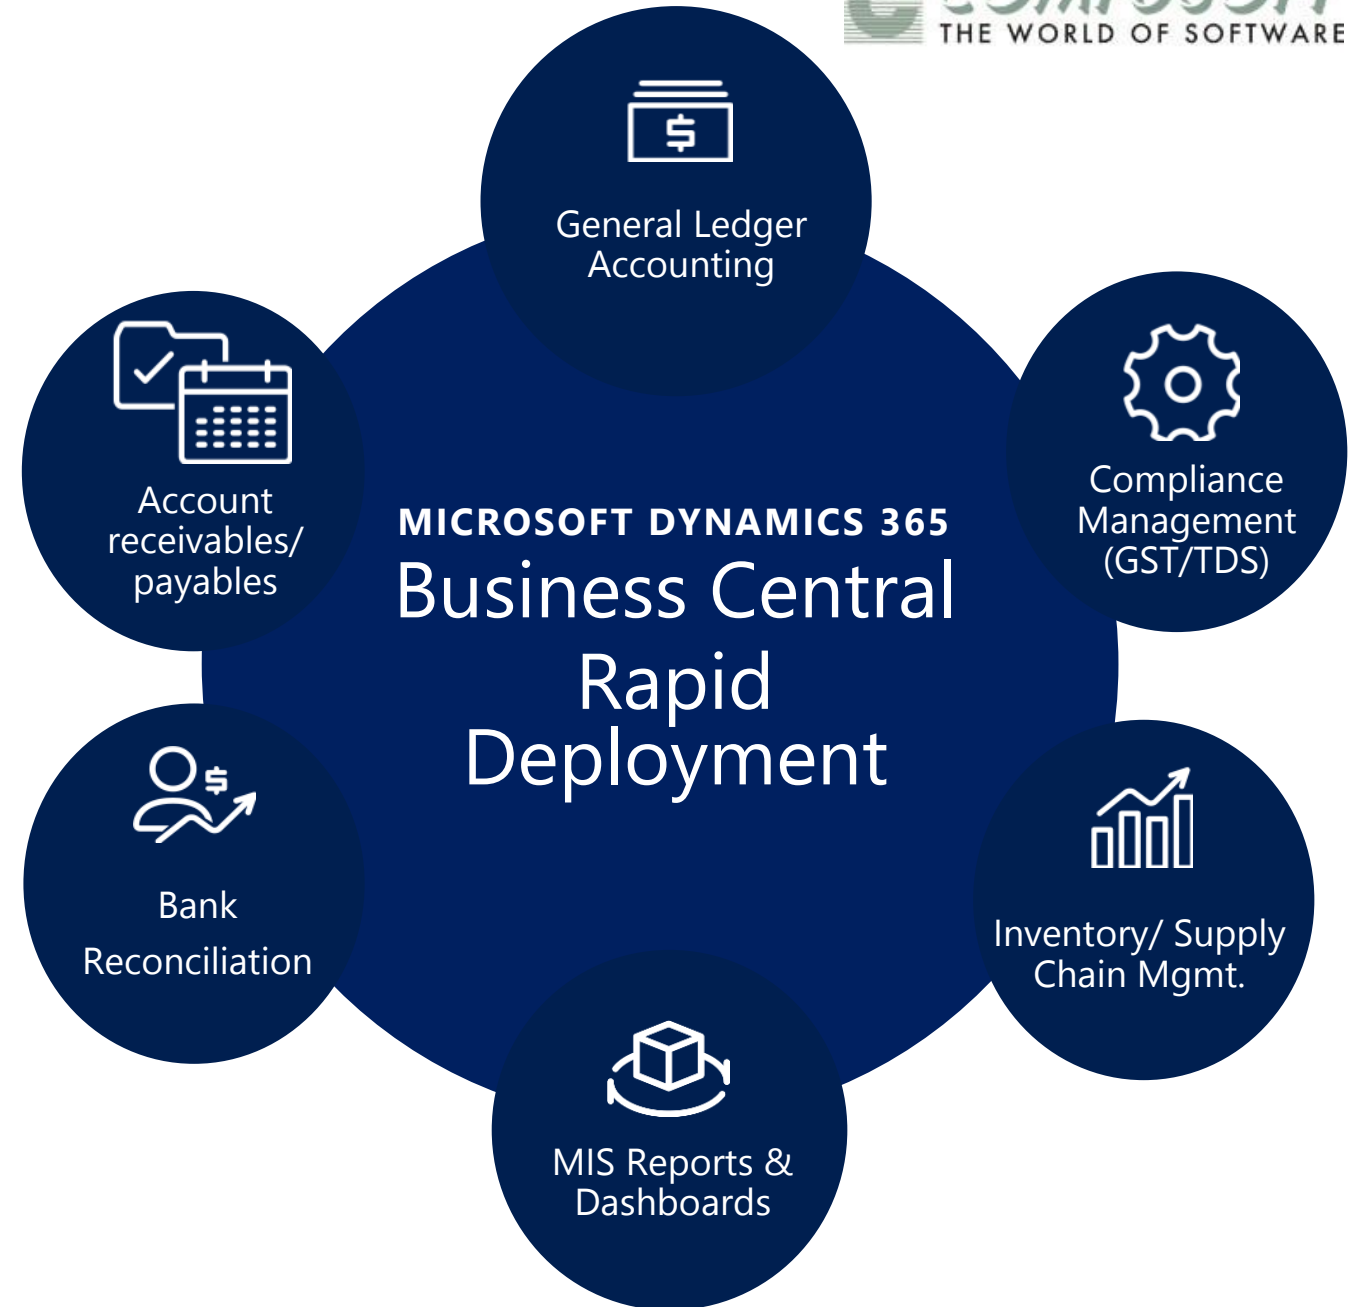 THE WORLD OF SOFTWARE
General Ledger
Accounting
Compliance
Management
(GST/TDS)
Account
receivables/
payables
MICROSOFT DYNAMICS 365
Business Central
Rapid
Deployment
Bank
Reconciliation
Inventory/ Supply
Chain Mgmt.
MIS Reports &
Dashboards